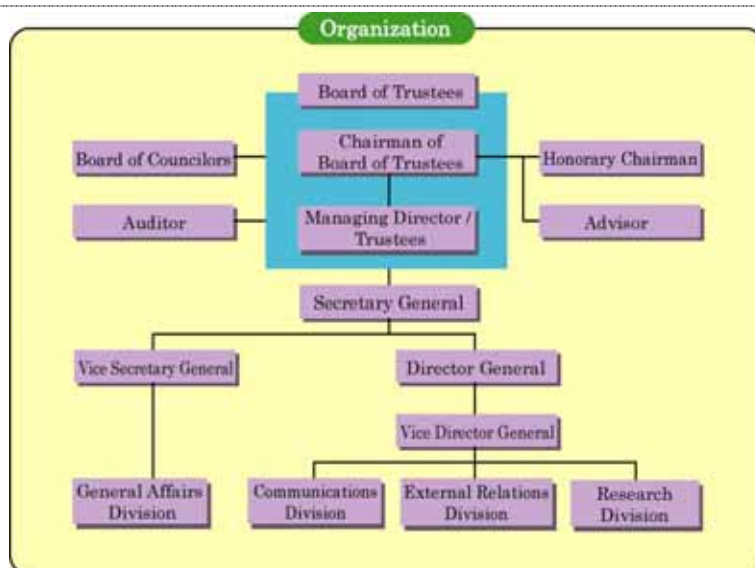 Organization
Board of Trustees
Board of Councilors
Chairman of
Board of Trustees
Honorary Chairman
Auditor
Managing Director /
Trustees
Advisor
Secretary General
Vice Secretary General
Director General
Vice Director General
General Affairs
Division
Communications
Division
External Relations
Division
Research
Division